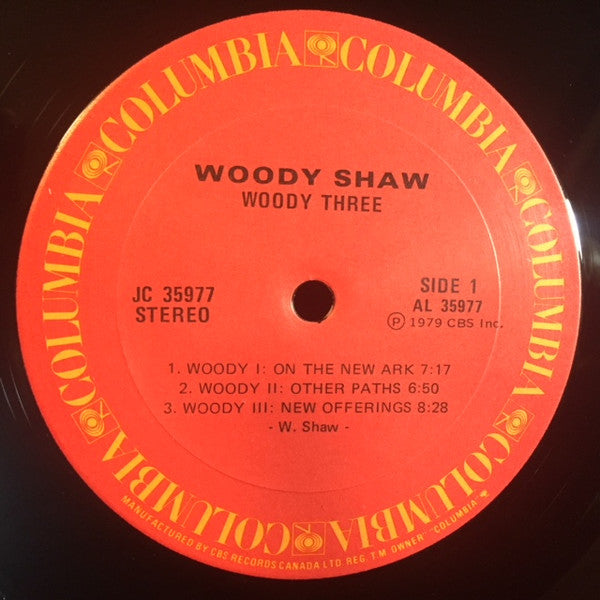 COLUMBIA COLUMBIA COLUMBIA COLUMBIA COLUMBIA COLUMBIA
WOODY SHAW
WOODY THREE
JC 35977
STEREO
SIDE 1
AL 35977
Ⓟ 1979 CBS Inc.
1. WOODY I: ON THE NEW ARK 7:17
2. WOODY II: OTHER PATHS 6:50
3. WOODY III: NEW OFFERINGS 8:28
- W. Shaw -
MANUFACTURED BY CBS RECORDS CANADA LTD. REG. T.M. OWNER "COLUMBIA"